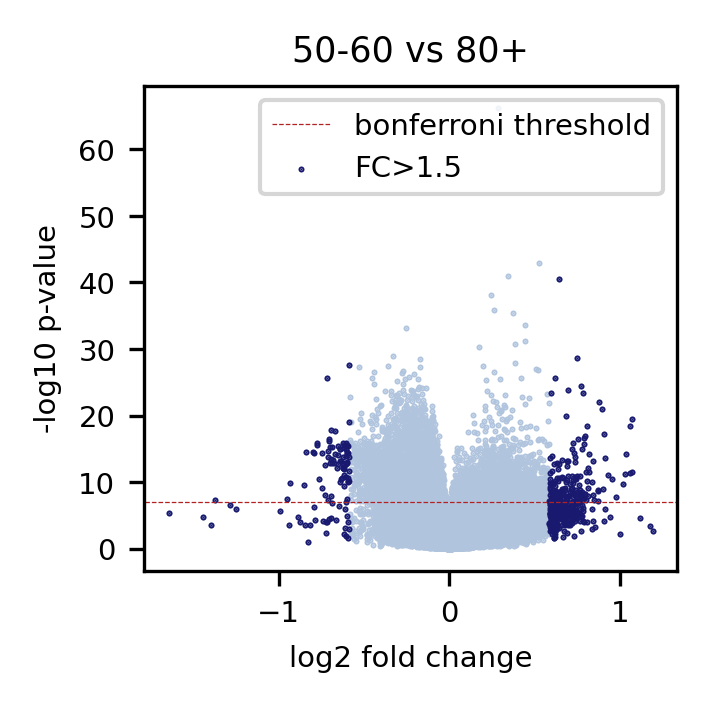 50-60 vs 80+
bonferroni threshold
FC>1.5
-log10 p-value
60
50
40
30
20
10
0
−1
0
1
log2 fold change